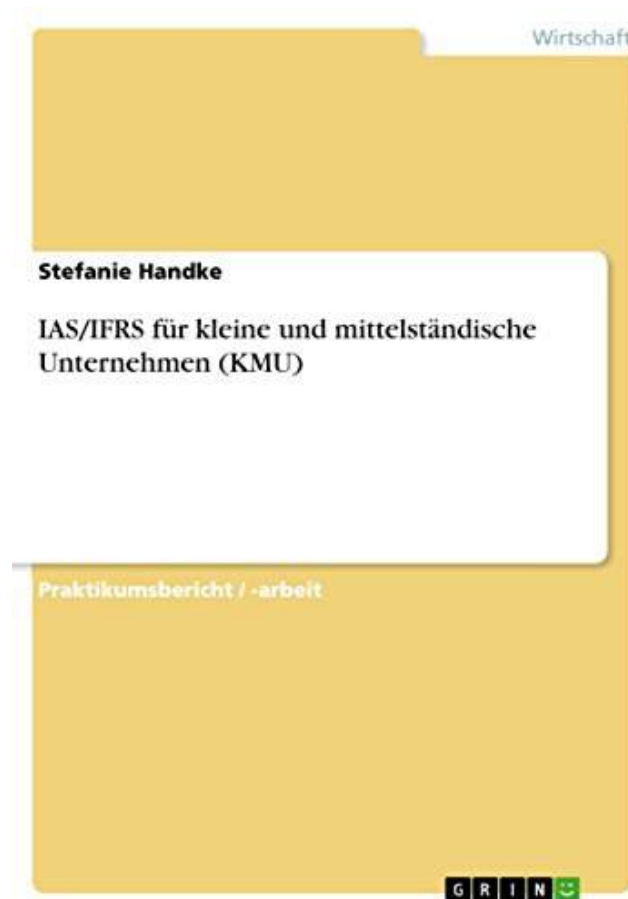 Wirtschaft
Stefanie Handke
IAS/IFRS für kleine und mittelständische
Unternehmen (KMU)
Praktikumsbericht / -arbeit
GRIN